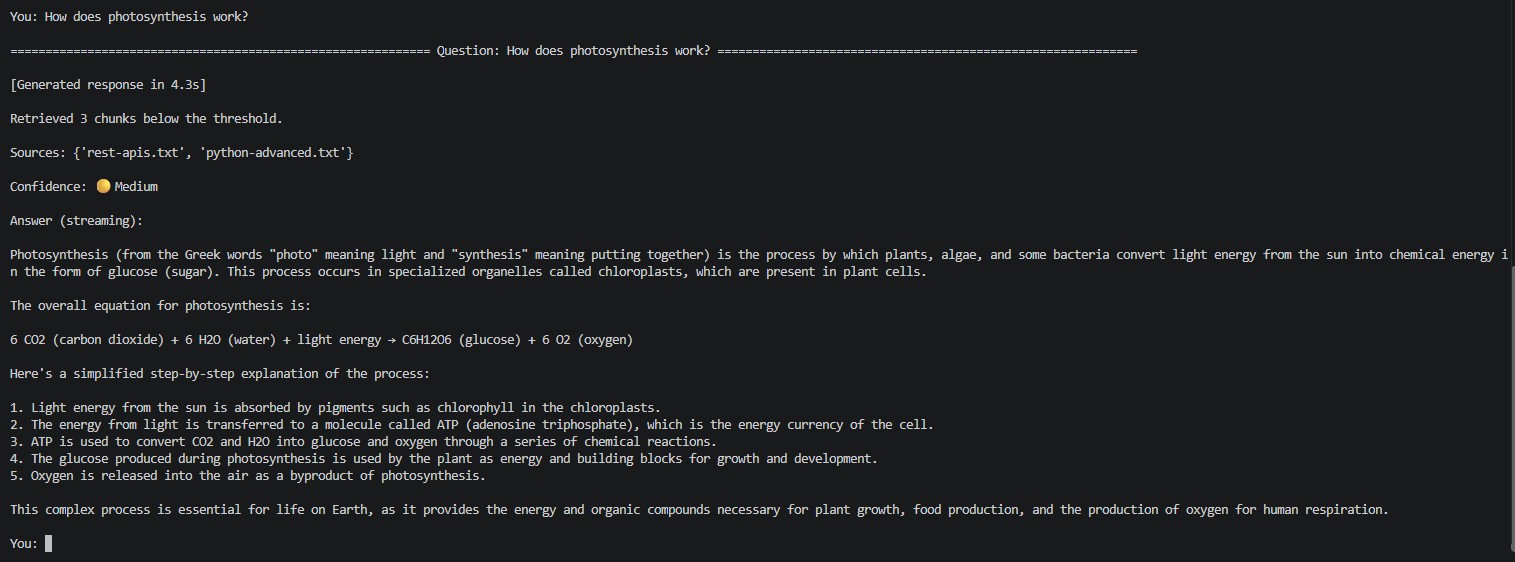 You: How does photosynthesis work?
============================================================ Question: How does photosynthesis work? ============================================================
[Generated response in 4.3s]
Retrieved 3 chunks below the threshold.
Sources: {'rest-apis.txt', 'python-advanced.txt'}
Confidence: 🟡 Medium
Answer (streaming):
Photosynthesis (from the Greek words "photo" meaning light and "synthesis" meaning putting together) is the process by which plants, algae, and some bacteria convert light energy from the sun into chemical energy i
n the form of glucose (sugar). This process occurs in specialized organelles called chloroplasts, which are present in plant cells.
The overall equation for photosynthesis is:
6 CO2 (carbon dioxide) + 6 H2O (water) + light energy → C6H12O6 (glucose) + 6 O2 (oxygen)
Here's a simplified step-by-step explanation of the process:
1. Light energy from the sun is absorbed by pigments such as chlorophyll in the chloroplasts.
2. The energy from light is transferred to a molecule called ATP (adenosine triphosphate), which is the energy currency of the cell.
3. ATP is used to convert CO2 and H2O into glucose and oxygen through a series of chemical reactions.
4. The glucose produced during photosynthesis is used by the plant as energy and building blocks for growth and development.
5. Oxygen is released into the air as a byproduct of photosynthesis.
This complex process is essential for life on Earth, as it provides the energy and organic compounds necessary for plant growth, food production, and the production of oxygen for human respiration.
You: